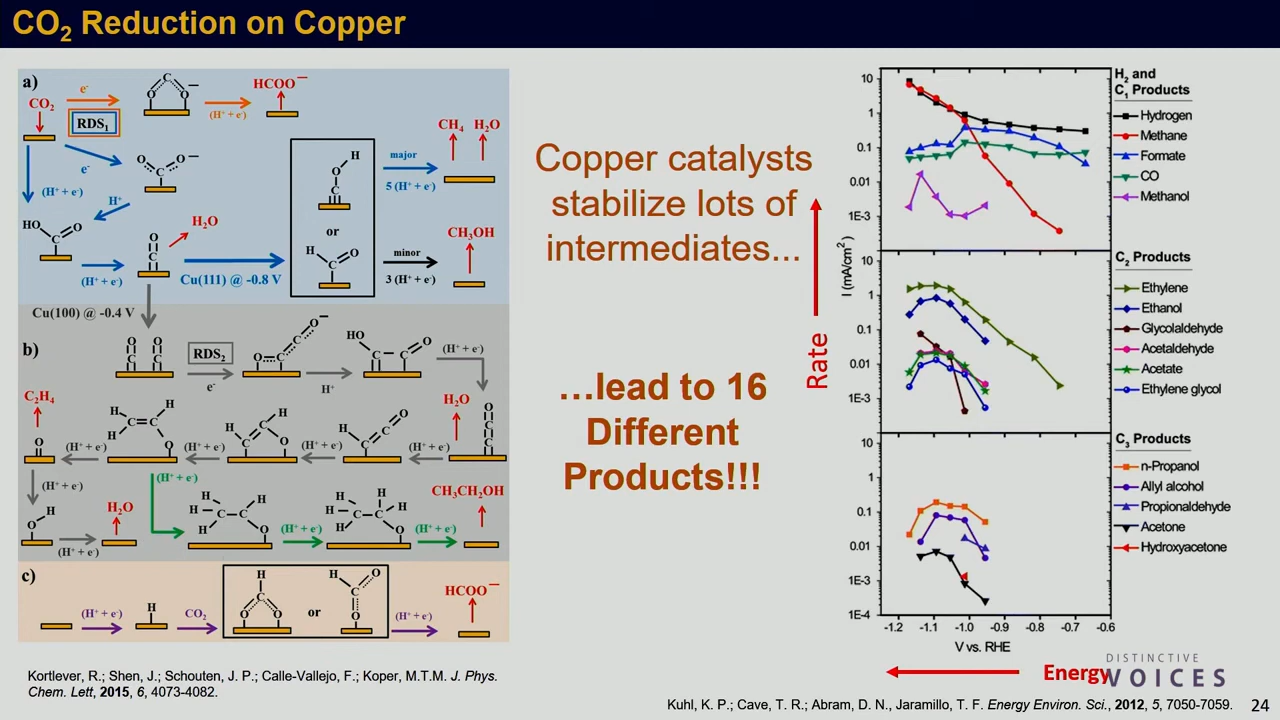 CO₂ Reduction on Copper
a)
CO₂
e⁻
RDS₁
C
O O
(H⁺ + e⁻)
HCOO⁻
e⁻
O C O
(H⁺ + e⁻)
H⁺
HO C O
(H⁺ + e⁻)
O
C
H₂O
Cu(111) @ -0.8 V
H
O
C
or
H C O
major
5 (H⁺ + e⁻)
CH₄ H₂O
minor
3 (H⁺ + e⁻)
CH₃OH
Cu(100) @ -0.4 V
b)
O O
C C
RDS₂
e⁻
O C C O
H⁺
HO O
C C
(H⁺ + e⁻)
H₂O
O
C
C
(H⁺ + e⁻)
H C C O
(H⁺ + e⁻)
H H C C O
(H⁺ + e⁻)
H H H C C O
(H⁺ + e⁻)
C₂H₄
O
(H⁺ + e⁻)
O H
(H⁺ + e⁻)
H₂O
(H⁺ + e⁻)
H H H H C C O
(H⁺ + e⁻)
H H H H H C C O
(H⁺ + e⁻)
CH₃CH₂OH
c)
(H⁺ + e⁻)
H
CO₂
H
C
O O
or
H O
C
O
(H⁺ + e⁻)
HCOO⁻
Kortlever, R.; Shen, J.; Schouten, J. P.; Calle-Vallejo, F.; Koper, M.T.M. J. Phys.
Chem. Lett, 2015, 6, 4073-4082.
Copper catalysts
stabilize lots of
intermediates...
…lead to 16
Different
Products!!!
Rate
I (mA/cm²)
10
1
0.1
0.01
1E-3
H₂ and
C₁ Products
Hydrogen
Methane
Formate
CO
Methanol
10
1
0.1
0.01
1E-3
C₂ Products
Ethylene
Ethanol
Glycolaldehyde
Acetaldehyde
Acetate
Ethylene glycol
10
1
0.1
0.01
1E-3
1E-4
C₃ Products
n-Propanol
Allyl alcohol
Propionaldehyde
Acetone
Hydroxyacetone
-1.2 -1.1 -1.0 -0.9 -0.8 -0.7 -0.6
V vs. RHE
Energy
DISTINCTIVE
VOICES
Kuhl, K. P.; Cave, T. R.; Abram, D. N., Jaramillo, T. F. Energy Environ. Sci., 2012, 5, 7050-7059.
24